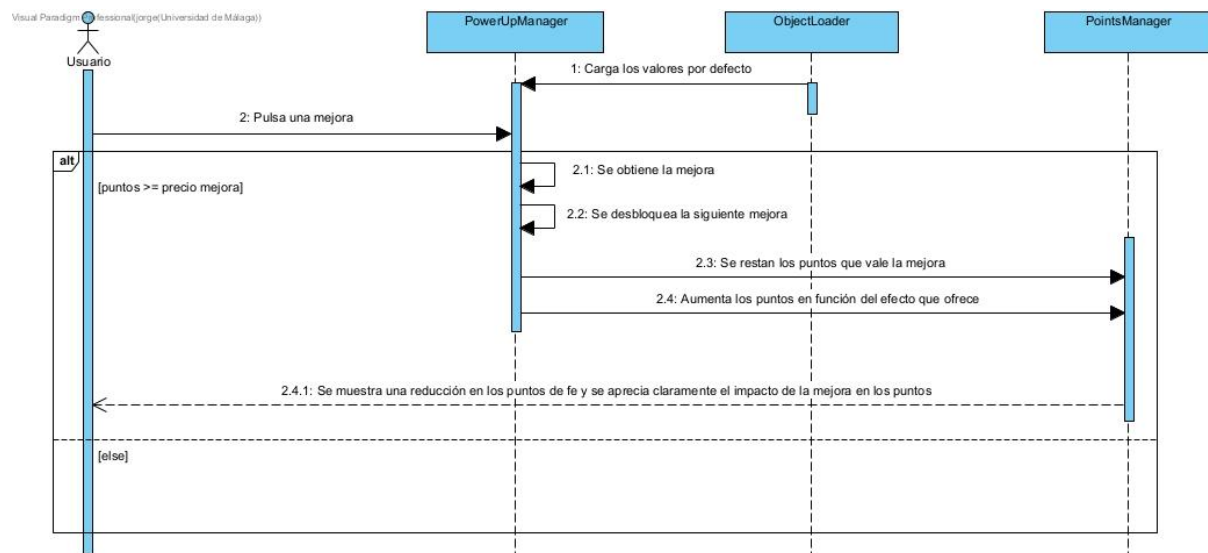 Visual Paradigm Professional(jorge(Universidad de Málaga))
Usuario
PowerUpManager
ObjectLoader
PointsManager
1: Carga los valores por defecto
2: Pulsa una mejora
alt
[puntos >= precio mejora]
2.1: Se obtiene la mejora
2.2: Se desbloquea la siguiente mejora
2.3: Se restan los puntos que vale la mejora
2.4: Aumenta los puntos en función del efecto que ofrece
2.4.1: Se muestra una reducción en los puntos de fe y se aprecia claramente el impacto de la mejora en los puntos
[else]